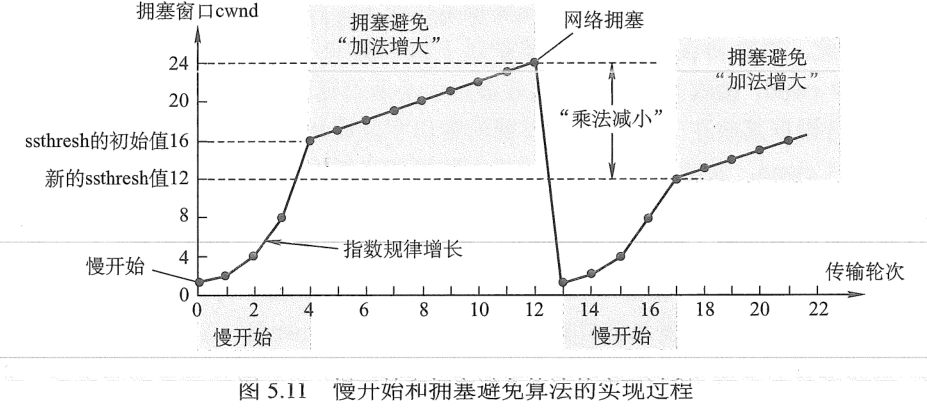 拥塞窗口cwnd
拥塞避免
“加法增大”
网络拥塞
拥塞避免
“加法增大”
24
20
“乘法减小”
ssthresh的初始值16
新的ssthresh值12
8
指数规律增长
4
慢开始
传输轮次
0
0 2 4 6 8 10 12 14 16 18 20 22
慢开始
慢开始
图 5.11 慢开始和拥塞避免算法的实现过程